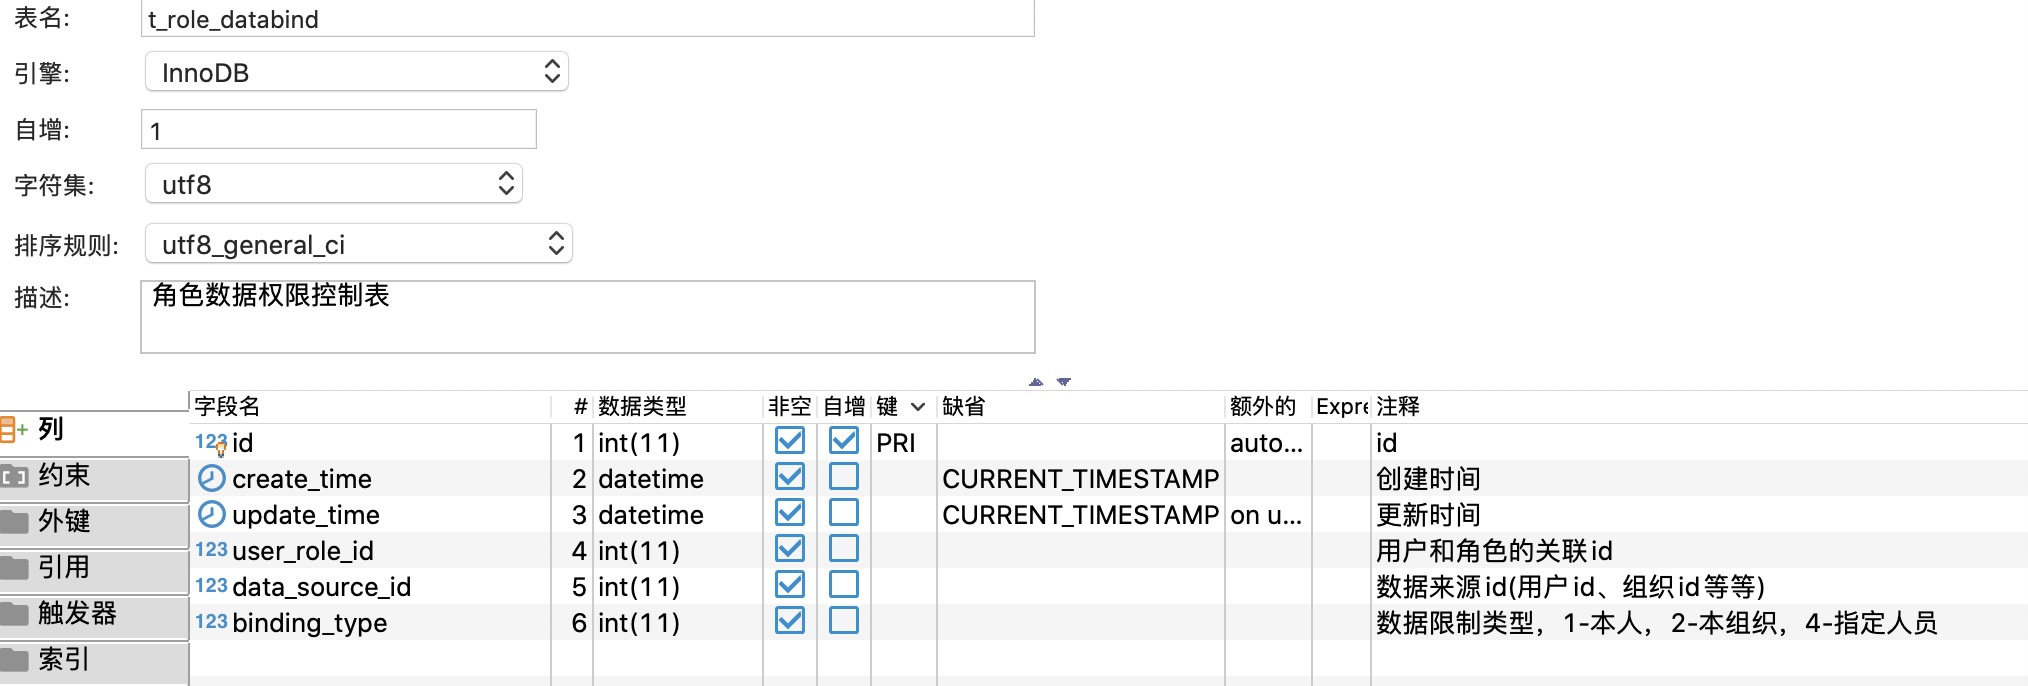 表名: t_role_databind
引擎: InnoDB
自增: 1
字符集: utf8
排序规则: utf8_general_ci
描述: 角色数据权限控制表
列
约束
外键
引用
触发器
索引
字段名 # 数据类型 非空 自增 键 缺省 额外的 Expre 注释
123 id 1 int(11) PRI auto... id
create_time 2 datetime CURRENT_TIMESTAMP 创建时间
update_time 3 datetime CURRENT_TIMESTAMP on u... 更新时间
123 user_role_id 4 int(11) 用户和角色的关联id
123 data_source_id 5 int(11) 数据来源id(用户id、组织id等等)
123 binding_type 6 int(11) 数据限制类型，1-本人，2-本组织，4-指定人员